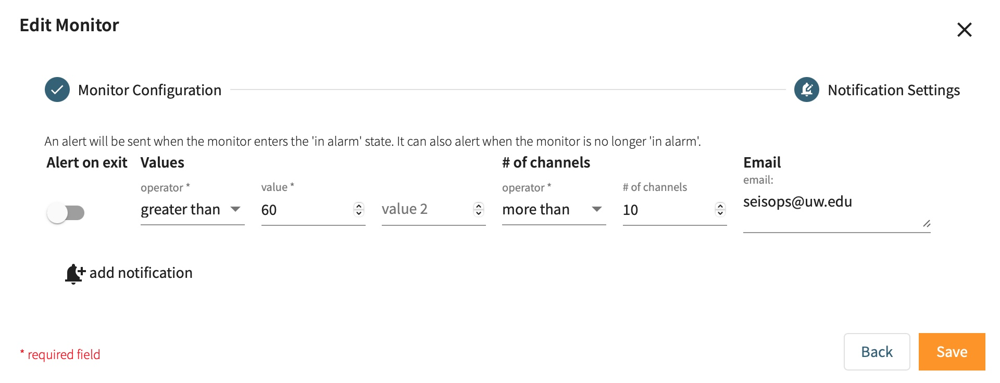 Edit Monitor
Monitor Configuration
Notification Settings
An alert will be sent when the monitor enters the 'in alarm' state. It can also alert when the monitor is no longer 'in alarm'.
Alert on exit Values # of channels Email
operator * value * operator * # of channels email:
greater than 60 value 2 more than 10 seisops@uw.edu
add notification
* required field
Back Save